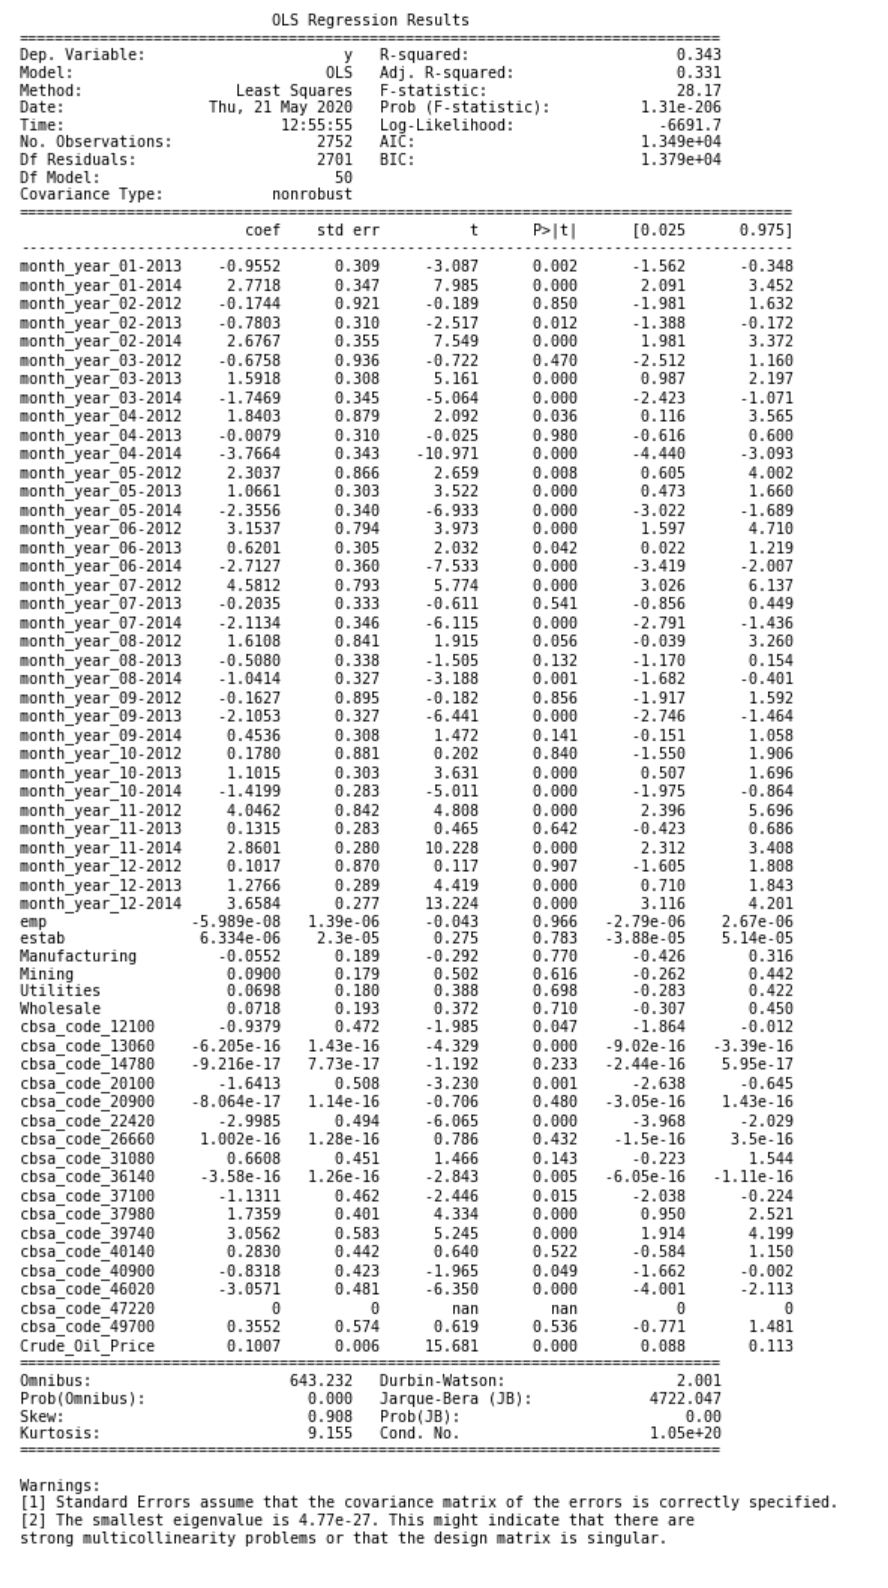 OLS Regression Results
==============================================================================
Dep. Variable: y R-squared: 0.343
Model: OLS Adj. R-squared: 0.331
Method: Least Squares F-statistic: 28.17
Date: Thu, 21 May 2020 Prob (F-statistic): 1.31e-206
Time: 12:55:55 Log-Likelihood: -6691.7
No. Observations: 2752 AIC: 1.349e+04
Df Residuals: 2701 BIC: 1.379e+04
Df Model: 50
Covariance Type: nonrobust
======================================================================================
coef std err t P>|t| [0.025 0.975]
--------------------------------------------------------------------------------------
month_year_01-2013 -0.9552 0.309 -3.087 0.002 -1.562 -0.348
month_year_01-2014 2.7718 0.347 7.985 0.000 2.091 3.452
month_year_02-2012 -0.1744 0.921 -0.189 0.850 -1.981 1.632
month_year_02-2013 -0.7803 0.310 -2.517 0.012 -1.388 -0.172
month_year_02-2014 2.6767 0.355 7.549 0.000 1.981 3.372
month_year_03-2012 -0.6758 0.936 -0.722 0.470 -2.512 1.160
month_year_03-2013 1.5918 0.308 5.161 0.000 0.987 2.197
month_year_03-2014 -1.7469 0.345 -5.064 0.000 -2.423 -1.071
month_year_04-2012 1.8403 0.879 2.092 0.036 0.116 3.565
month_year_04-2013 -0.0079 0.310 -0.025 0.980 -0.616 0.600
month_year_04-2014 -3.7664 0.343 -10.971 0.000 -4.440 -3.093
month_year_05-2012 2.3037 0.866 2.659 0.008 0.605 4.002
month_year_05-2013 1.0661 0.303 3.522 0.000 0.473 1.660
month_year_05-2014 -2.3556 0.340 -6.933 0.000 -3.022 -1.689
month_year_06-2012 3.1537 0.794 3.973 0.000 1.597 4.710
month_year_06-2013 0.6201 0.305 2.032 0.042 0.022 1.219
month_year_06-2014 -2.7127 0.360 -7.533 0.000 -3.419 -2.007
month_year_07-2012 4.5812 0.793 5.774 0.000 3.026 6.137
month_year_07-2013 -0.2035 0.333 -0.611 0.541 -0.856 0.449
month_year_07-2014 -2.1134 0.346 -6.115 0.000 -2.791 -1.436
month_year_08-2012 1.6108 0.841 1.915 0.056 -0.039 3.260
month_year_08-2013 -0.5080 0.338 -1.505 0.132 -1.170 0.154
month_year_08-2014 -1.0414 0.327 -3.188 0.001 -1.682 -0.401
month_year_09-2012 -0.1627 0.895 -0.182 0.856 -1.917 1.592
month_year_09-2013 -2.1053 0.327 -6.441 0.000 -2.746 -1.464
month_year_09-2014 0.4536 0.308 1.472 0.141 -0.151 1.058
month_year_10-2012 0.1780 0.881 0.202 0.840 -1.550 1.906
month_year_10-2013 1.1015 0.303 3.631 0.000 0.507 1.696
month_year_10-2014 -1.4199 0.283 -5.011 0.000 -1.975 -0.864
month_year_11-2012 4.0462 0.842 4.808 0.000 2.396 5.696
month_year_11-2013 0.1315 0.283 0.465 0.642 -0.423 0.686
month_year_11-2014 2.8601 0.280 10.228 0.000 2.312 3.408
month_year_12-2012 0.1017 0.870 0.117 0.907 -1.605 1.808
month_year_12-2013 1.2766 0.289 4.419 0.000 0.710 1.843
month_year_12-2014 3.6584 0.277 13.224 0.000 3.116 4.201
emp -5.989e-08 1.39e-06 -0.043 0.966 -2.79e-06 2.67e-06
estab 6.334e-06 2.3e-05 0.275 0.783 -3.88e-05 5.14e-05
Manufacturing -0.0552 0.189 -0.292 0.770 -0.426 0.316
Mining 0.0900 0.179 0.502 0.616 -0.262 0.442
Utilities 0.0698 0.180 0.388 0.698 -0.283 0.422
Wholesale 0.0718 0.193 0.372 0.710 -0.307 0.450
cbsa_code_12100 -0.9379 0.472 -1.985 0.047 -1.864 -0.012
cbsa_code_13060 -6.205e-16 1.43e-16 -4.329 0.000 -9.02e-16 -3.39e-16
cbsa_code_14780 -9.216e-17 7.73e-17 -1.192 0.233 -2.44e-16 5.95e-17
cbsa_code_20100 -1.6413 0.508 -3.230 0.001 -2.638 -0.645
cbsa_code_20900 -8.064e-17 1.14e-16 -0.706 0.480 -3.05e-16 1.43e-16
cbsa_code_22420 -2.9985 0.494 -6.065 0.000 -3.968 -2.029
cbsa_code_26660 1.002e-16 1.28e-16 0.786 0.432 -1.5e-16 3.5e-16
cbsa_code_31080 0.6608 0.451 1.466 0.143 -0.223 1.544
cbsa_code_36140 -3.58e-16 1.26e-16 -2.843 0.005 -6.05e-16 -1.11e-16
cbsa_code_37100 -1.1311 0.462 -2.446 0.015 -2.038 -0.224
cbsa_code_37980 1.7359 0.401 4.334 0.000 0.950 2.521
cbsa_code_39740 3.0562 0.583 5.245 0.000 1.914 4.199
cbsa_code_40140 0.2830 0.442 0.640 0.522 -0.584 1.150
cbsa_code_40900 -0.8318 0.423 -1.965 0.049 -1.662 -0.002
cbsa_code_46020 -3.0571 0.481 -6.350 0.000 -4.001 -2.113
cbsa_code_47220 0 0 nan nan 0 0
cbsa_code_49700 0.3552 0.574 0.619 0.536 -0.771 1.481
Crude_Oil_Price 0.1007 0.006 15.681 0.000 0.088 0.113
==============================================================================
Omnibus: 643.232 Durbin-Watson: 2.001
Prob(Omnibus): 0.000 Jarque-Bera (JB): 4722.047
Skew: 0.908 Prob(JB): 0.00
Kurtosis: 9.155 Cond. No. 1.05e+20
==============================================================================
Warnings:
[1] Standard Errors assume that the covariance matrix of the errors is correctly specified.
[2] The smallest eigenvalue is 4.77e-27. This might indicate that there are
strong multicollinearity problems or that the design matrix is singular.